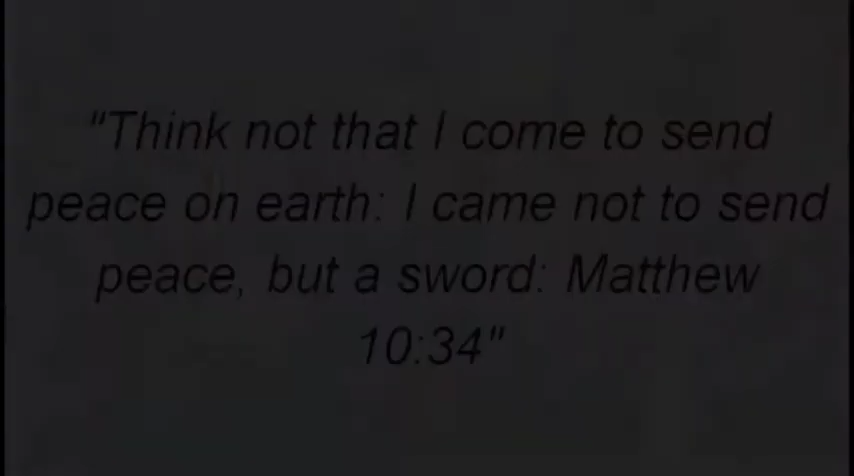 "Think not that I come to send
peace on earth: I came not to send
peace, but a sword: Matthew
10:34"